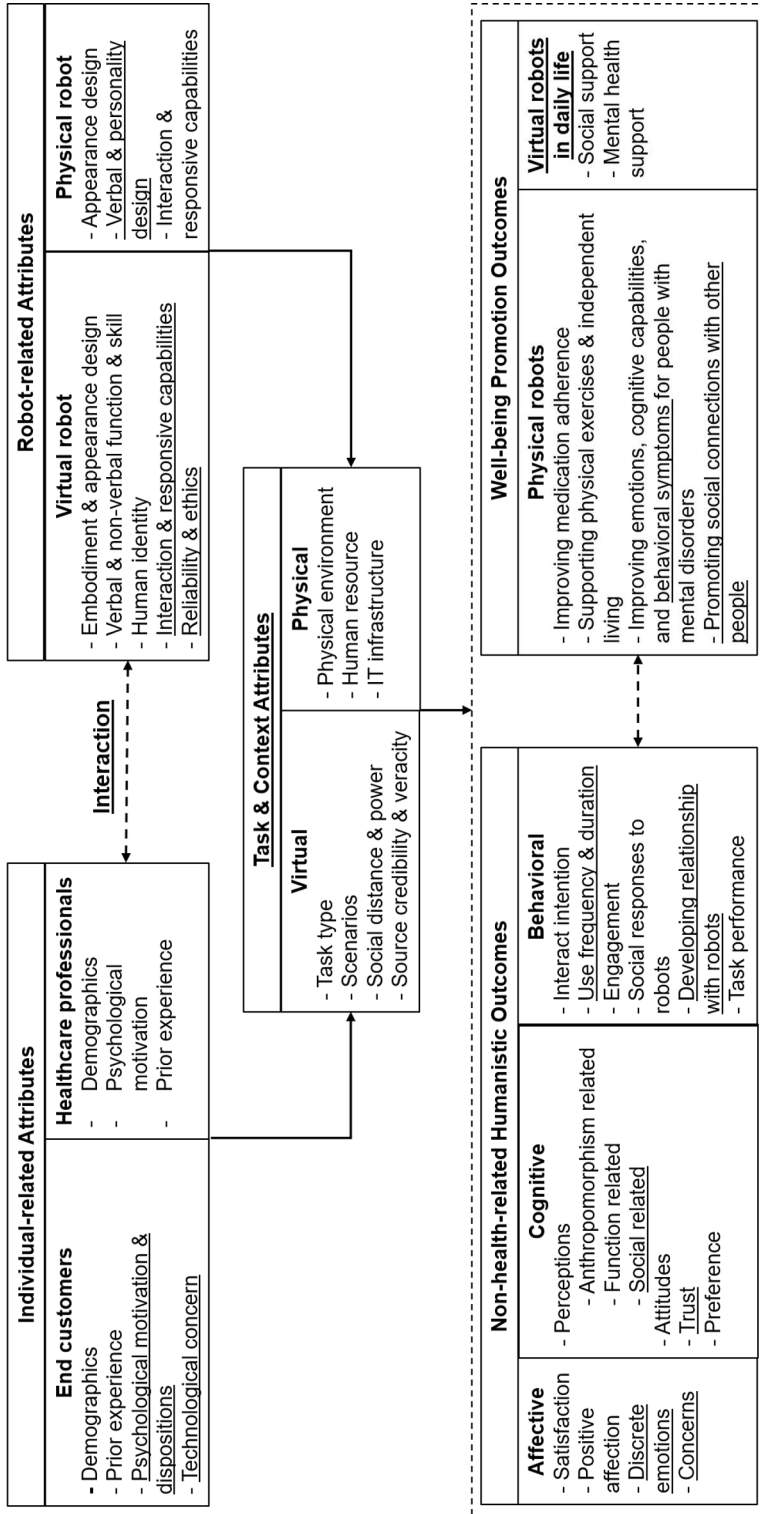 Individual-related Attributes
End customers
- Demographics
- Prior experience
- Psychological motivation &
dispositions
- Technological concern
Healthcare professionals
- Demographics
- Psychological
motivation
- Prior experience
Interaction
Robot-related Attributes
Virtual robot
- Embodiment & appearance design
- Verbal & non-verbal function & skill
- Human identity
- Interaction & responsive capabilities
- Reliability & ethics
Physical robot
- Appearance design
- Verbal & personality
design
- Interaction &
responsive capabilities
Task & Context Attributes
Virtual
- Task type
- Scenarios
- Social distance & power
- Source credibility & veracity
Physical
- Physical environment
- Human resource
- IT infrastructure
Non-health-related Humanistic Outcomes
Affective
- Satisfaction
- Positive
affection
- Discrete
emotions
- Concerns
Cognitive
- Perceptions
- Anthropomorphism related
- Function related
- Social related
- Attitudes
- Trust
- Preference
Behavioral
- Interact intention
- Use frequency & duration
- Engagement
- Social responses to
robots
- Developing relationship
with robots
- Task performance
Well-being Promotion Outcomes
Physical robots
- Improving medication adherence
- Supporting physical exercises & independent
living
- Improving emotions, cognitive capabilities,
and behavioral symptoms for people with
mental disorders
- Promoting social connections with other
people
Virtual robots
in daily life
- Social support
- Mental health
support